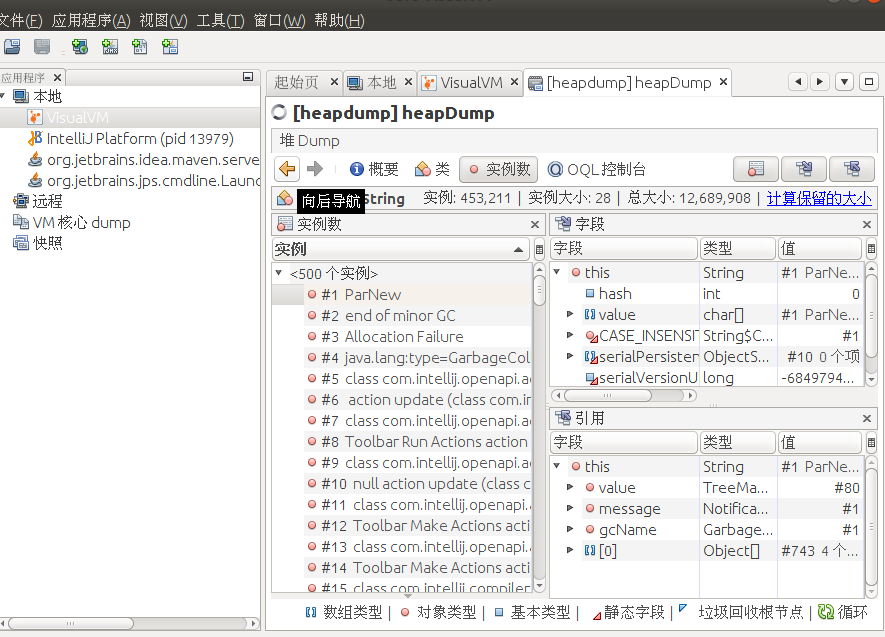 文件(F) 应用程序(A) 视图(V) 工具(T) 窗口(W) 帮助(H)
应用程序
本地
VisualVM
IntelliJ Platform (pid 13979)
org.jetbrains.idea.maven.serve
org.jetbrains.jps.cmdline.Launc
远程
VM 核心 dump
快照
起始页 本地 VisualVM [heapdump] heapDump
[heapdump] heapDump
堆 Dump
概要 类 实例数 OQL 控制台
向后导航 String 实例: 453,211 | 实例大小: 28 | 总大小: 12,689,908 | 计算保留的大小
实例数
实例
<500 个实例>
#1 ParNew
#2 end of minor GC
#3 Allocation Failure
#4 java.lang:type=GarbageCol
#5 class com.intellij.openapi.a
#6 action update (class com.in
#7 class com.intellij.openapi.a
#8 Toolbar Run Actions action
#9 class com.intellij.openapi.a
#10 null action update (class c
#11 class com.intellij.openapi.
#12 Toolbar Make Actions acti
#13 class com.intellij.openapi.
#14 Toolbar Make Actions acti
#15 class com.intellij.compiler
字段
字段 类型 值
this String #1 ParNe...
hash int 0
value char[] #1 ParNe...
CASE_INSENSIT String$C... #1
serialPersisten ObjectS... #10 0 个项
serialVersionU long -6849794...
引用
字段 类型 值
this String #1 ParNe...
value TreeMa... #80
message Notifica... #1
gcName Garbage... #1
[0] Object[] #743 4 个...
数组类型 | 对象类型 | 基本类型 | 静态字段 | 垃圾回收根节点 | 循环